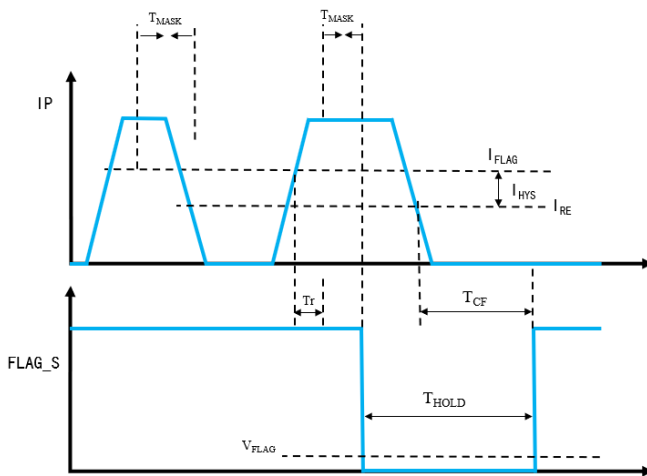 TMASK
TMASK
IP
IFLAG
IHYS
IRE
Tr
TCF
FLAG_S
THOLD
VFLAG